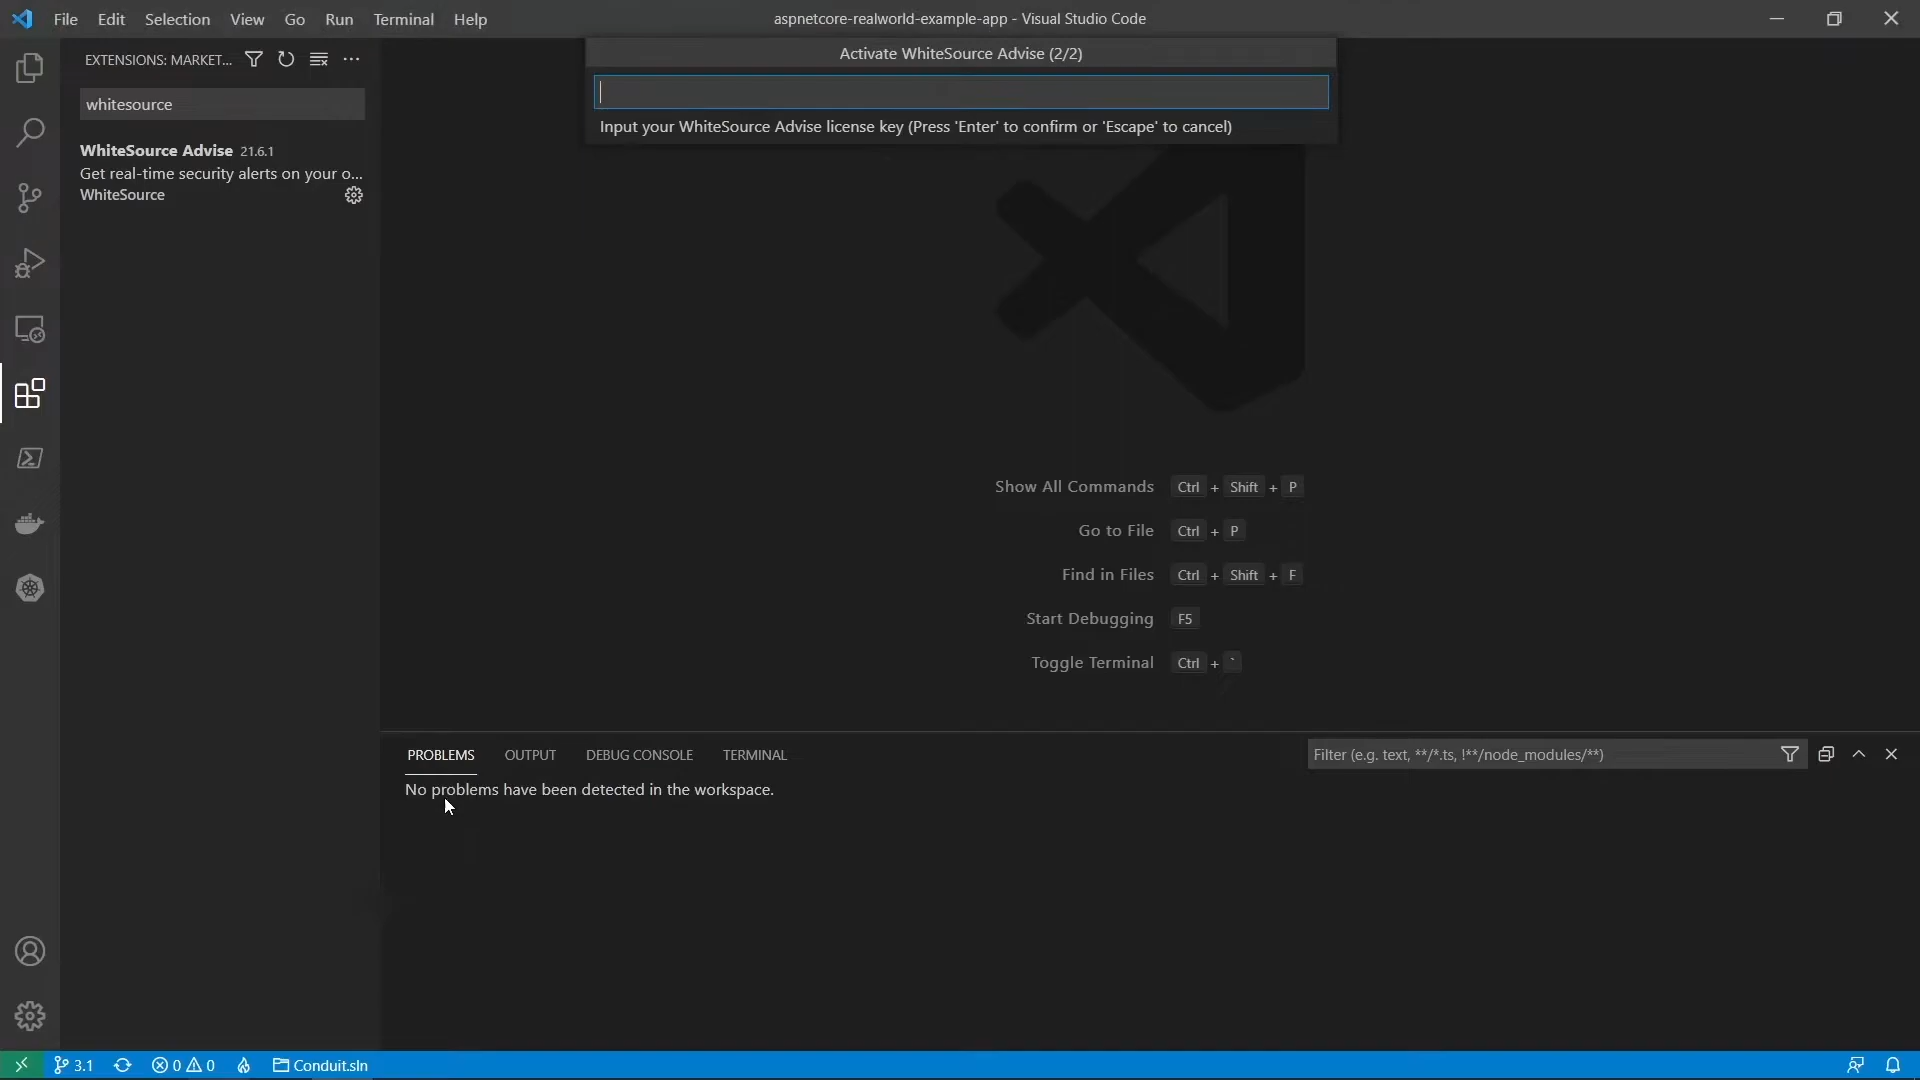 File Edit Selection View Go Run Terminal Help
aspnetcore-realworld-example-app - Visual Studio Code
EXTENSIONS: MARKET...
whitesource
WhiteSource Advise 21.6.1
Get real-time security alerts on your o...
WhiteSource
Activate WhiteSource Advise (2/2)
Input your WhiteSource Advise license key (Press 'Enter' to confirm or 'Escape' to cancel)
Show All Commands Ctrl + Shift + P
Go to File Ctrl + P
Find in Files Ctrl + Shift + F
Start Debugging F5
Toggle Terminal Ctrl + `
PROBLEMS OUTPUT DEBUG CONSOLE TERMINAL
Filter (e.g. text, **/*.ts, !**/node_modules/**)
No problems have been detected in the workspace.
3.1 0 0 Conduit.sln